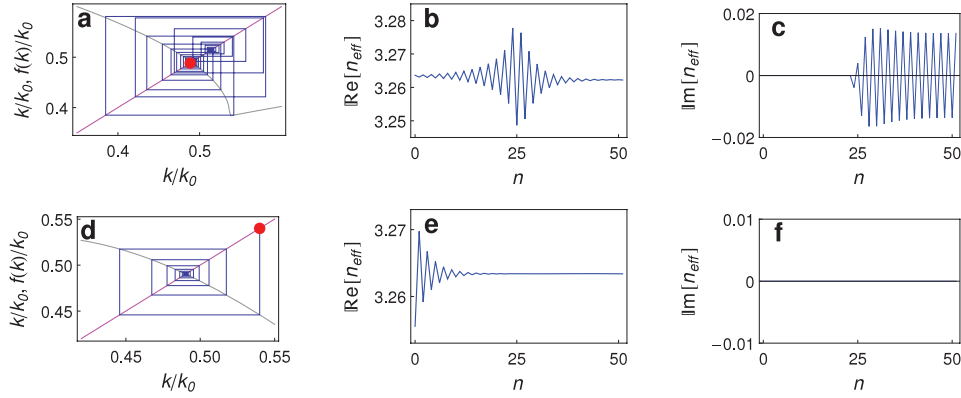 a
k/k0, f(k)/k0
0.5
0.4
0.4
0.5
k/k0
b
ℝe[neff]
3.28
3.27
3.26
3.25
0
25
50
n
c
𝕀m[neff]
0.02
0
−0.02
0
25
50
n
d
k/k0, f(k)/k0
0.55
0.50
0.45
0.45
0.50
0.55
k/k0
e
ℝe[neff]
3.27
3.26
0
25
50
n
f
𝕀m[neff]
0.01
0
−0.01
0
25
50
n